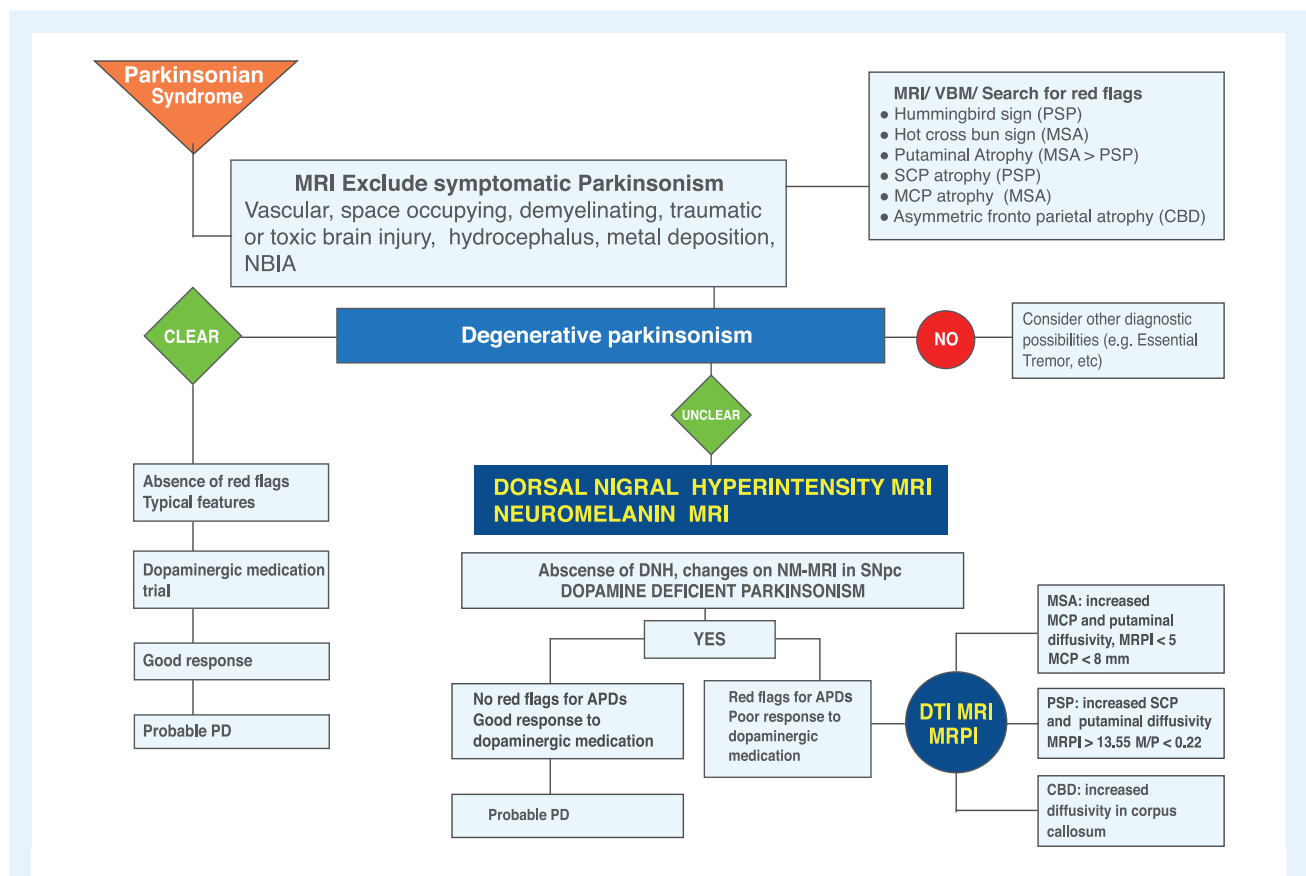 Parkinsonian
Syndrome
MRI/ VBM/ Search for red flags
● Hummingbird sign (PSP)
● Hot cross bun sign (MSA)
● Putaminal Atrophy (MSA > PSP)
● SCP atrophy (PSP)
● MCP atrophy (MSA)
● Asymmetric fronto parietal atrophy (CBD)
MRI Exclude symptomatic Parkinsonism
Vascular, space occupying, demyelinating, traumatic
or toxic brain injury, hydrocephalus, metal deposition,
NBIA
CLEAR
Degenerative parkinsonism
NO
Consider other diagnostic
possibilities (e.g. Essential
Tremor, etc)
UNCLEAR
Absence of red flags
Typical features
Dopaminergic medication
trial
Good response
Probable PD
DORSAL NIGRAL HYPERINTENSITY MRI
NEUROMELANIN MRI
Abscense of DNH, changes on NM-MRI in SNpc
DOPAMINE DEFICIENT PARKINSONISM
YES
No red flags for APDs
Good response to
dopaminergic medication
Probable PD
Red flags for APDs
Poor response to
dopaminergic
medication
DTI MRI
MRPI
MSA: increased
MCP and putaminal
diffusivity, MRPI < 5
MCP < 8 mm
PSP: increased SCP
and putaminal diffusivity
MRPI > 13.55 M/P < 0.22
CBD: increased
diffusivity in corpus
callosum